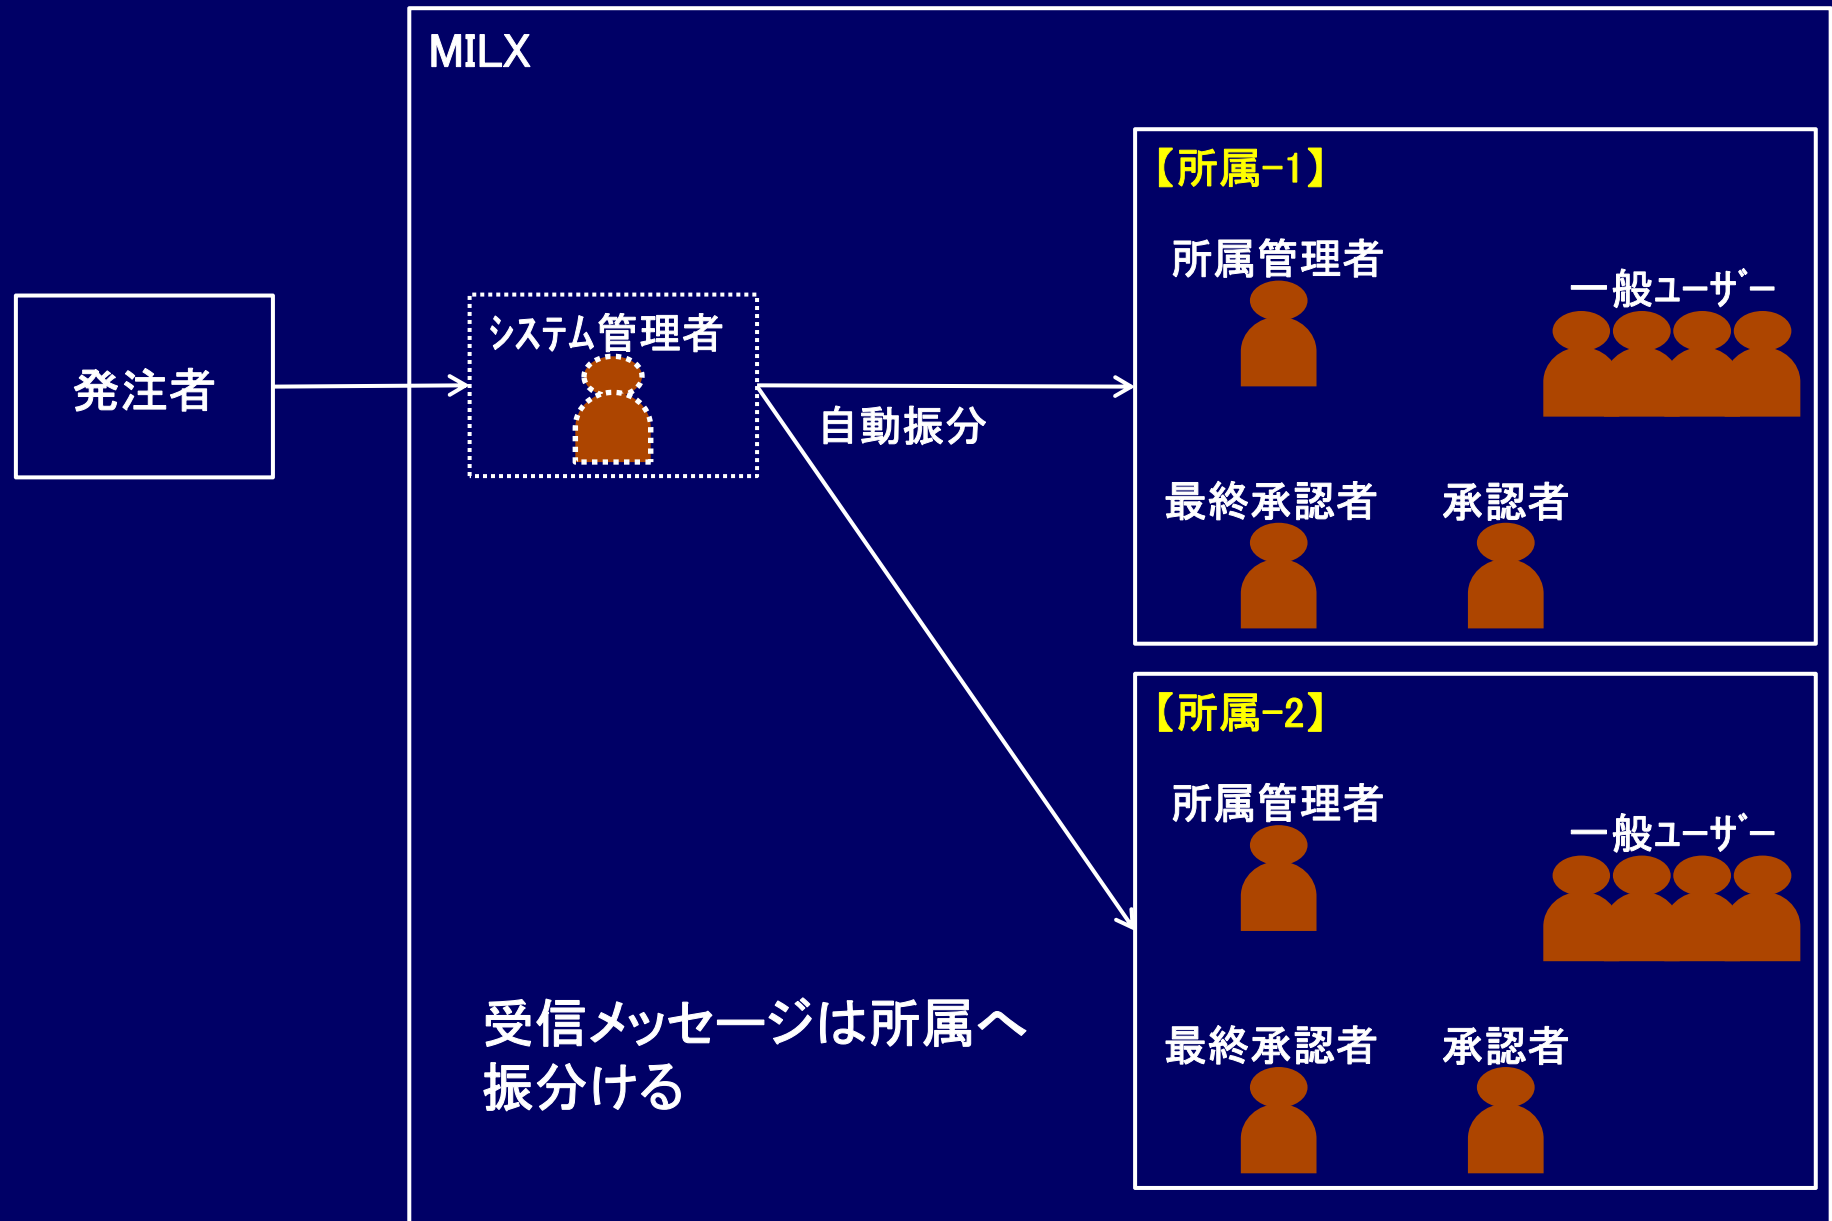 MILX
【所属-1】
所属管理者
一般ﾕｰｻﾞｰ
発注者
ｼｽﾃﾑ管理者
自動振分
最終承認者
承認者
【所属-2】
所属管理者
一般ﾕｰｻﾞｰ
受信メッセージは所属へ
振分ける
最終承認者
承認者